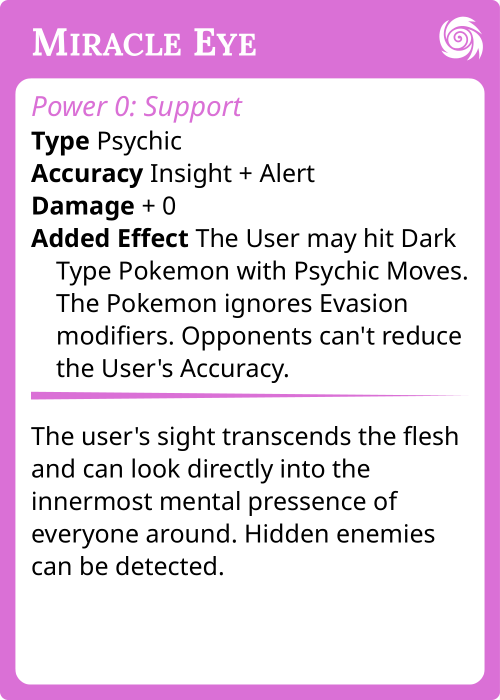 Miracle Eye
Power 0: Support
Type Psychic
Accuracy Insight + Alert
Damage + 0
Added Effect The User may hit Dark
Type Pokemon with Psychic Moves.
The Pokemon ignores Evasion
modifiers. Opponents can't reduce
the User's Accuracy.
The user's sight transcends the flesh
and can look directly into the
innermost mental pressence of
everyone around. Hidden enemies
can be detected.